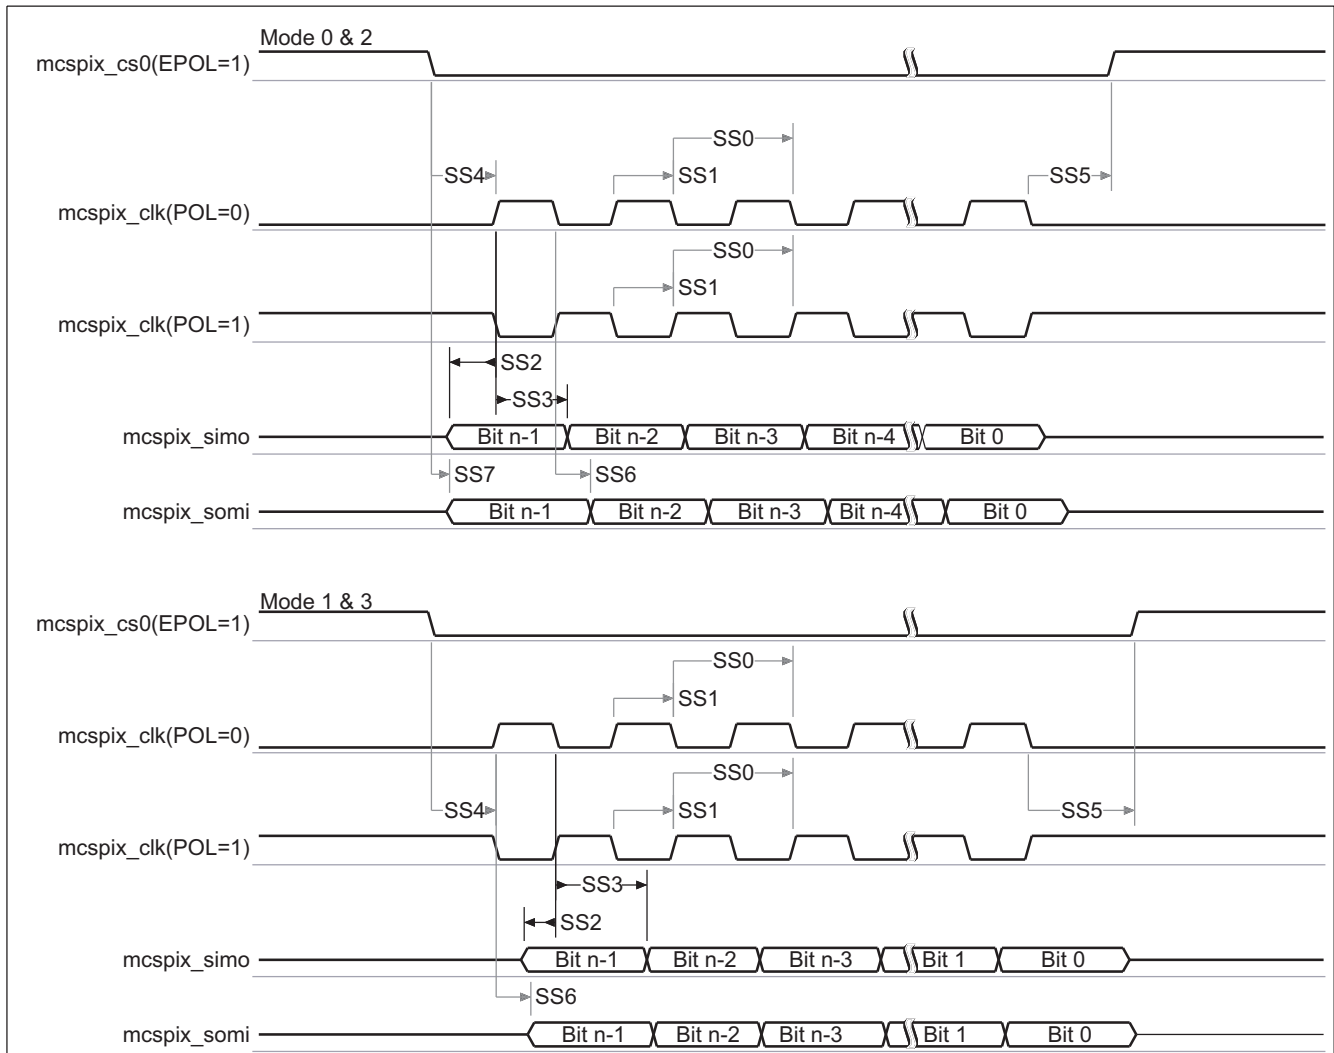 Mode 0 & 2
mcspix_cs0(EPOL=1)
SS0
SS4
SS1
SS5
mcspix_clk(POL=0)
SS0
SS1
mcspix_clk(POL=1)
SS2
SS3
mcspix_simo
Bit n-1 Bit n-2 Bit n-3 Bit n-4 Bit 0
SS7
SS6
mcspix_somi
Bit n-1 Bit n-2 Bit n-3 Bit n-4 Bit 0
Mode 1 & 3
mcspix_cs0(EPOL=1)
SS0
SS1
mcspix_clk(POL=0)
SS0
SS4
SS1
SS5
mcspix_clk(POL=1)
SS3
SS2
mcspix_simo
Bit n-1 Bit n-2 Bit n-3 Bit 1 Bit 0
SS6
mcspix_somi
Bit n-1 Bit n-2 Bit n-3 Bit 1 Bit 0